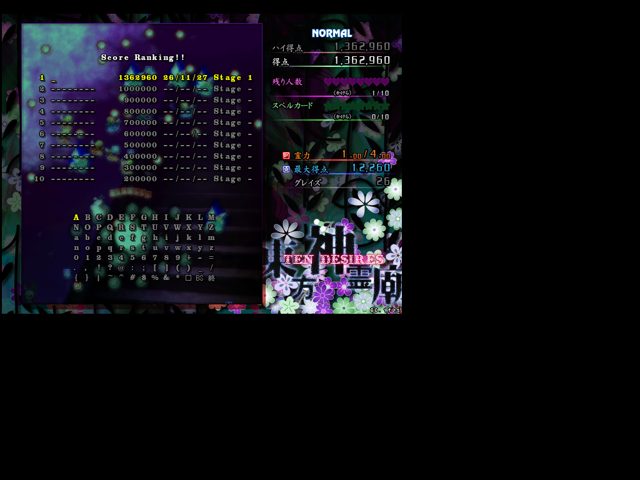 Score Ranking!!
1 _ 1362960 26/11/27 Stage 1
2 -------- 1000000 --/--/-- Stage -
3 -------- 900000 --/--/-- Stage -
4 -------- 800000 --/--/-- Stage -
5 -------- 700000 --/--/-- Stage -
6 -------- 600000 --/--/-- Stage -
7 -------- 500000 --/--/-- Stage -
8 -------- 400000 --/--/-- Stage -
9 -------- 300000 --/--/-- Stage -
10 -------- 200000 --/--/-- Stage -
A B C D E F G H I J K L M
N O P Q R S T U V W X Y Z
a b c d e f g h i j k l m
n o p q r s t u v w x y z
0 1 2 3 4 5 6 7 8 9 + - =
. , ! ? @ : ; [ ] ( ) _ /
{ } | ~ ^ # $ % & * □ BS 終
NORMAL
ハイ得点 1,362,960
得点 1,362,960
残り人数
1/10
スペルカード
0/10
霊力 1.00/4.00
最大得点 12,260
グレイズ 26
東方神霊廟
TEN DESIRES